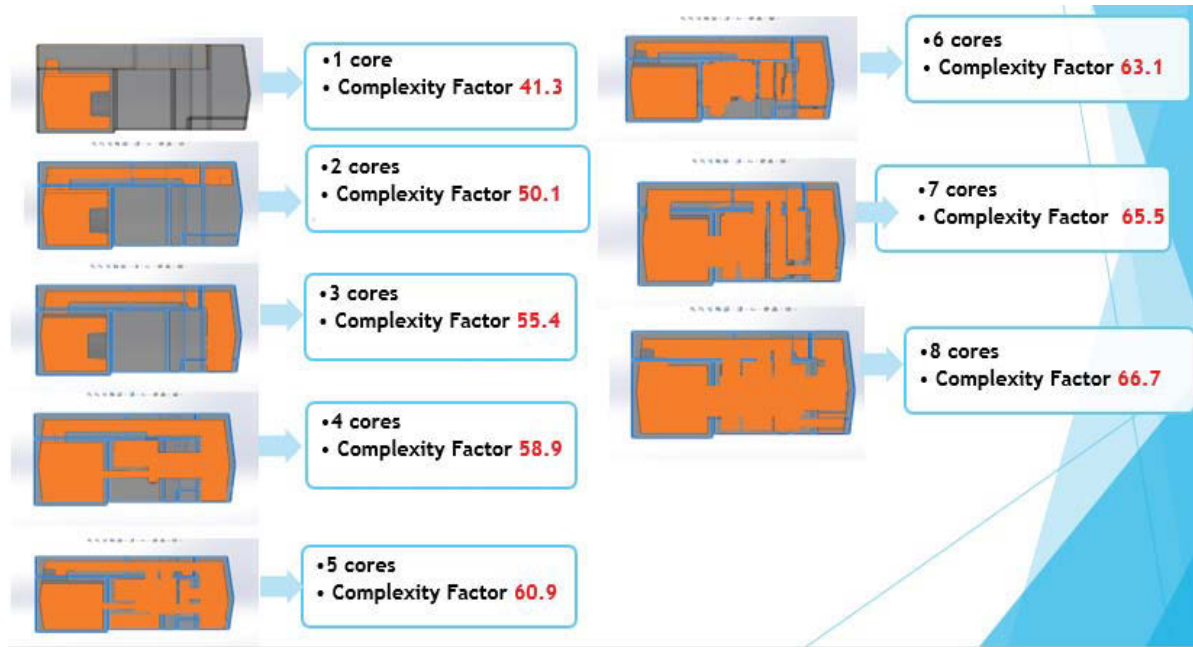 •1 core
• Complexity Factor 41.3
•2 cores
• Complexity Factor 50.1
•3 cores
• Complexity Factor 55.4
•4 cores
• Complexity Factor 58.9
•5 cores
• Complexity Factor 60.9
•6 cores
• Complexity Factor 63.1
•7 cores
• Complexity Factor 65.5
•8 cores
• Complexity Factor 66.7